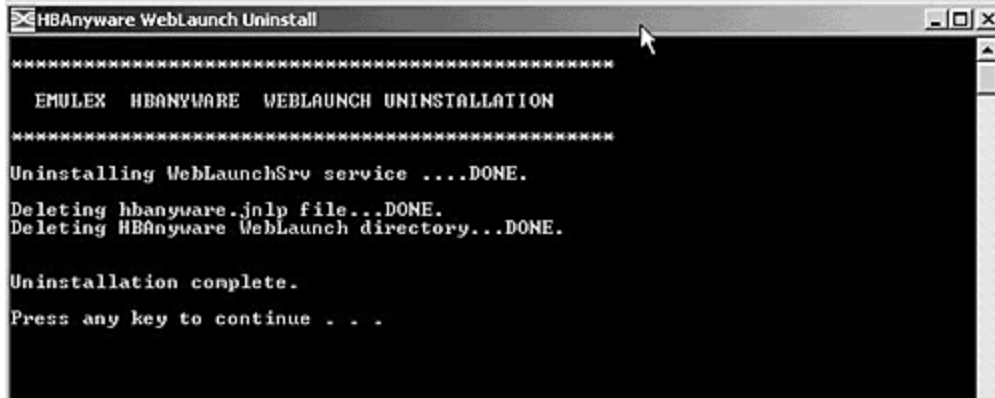 HBAnyware WebLaunch Uninstall
**************************************************
EMULEX HBANYWARE WEBLAUNCH UNINSTALLATION
**************************************************
Uninstalling WebLaunchSrv service ....DONE.
Deleting hbanyware.jnlp file...DONE.
Deleting HBAnyware WebLaunch directory...DONE.
Uninstallation complete.
Press any key to continue . . .